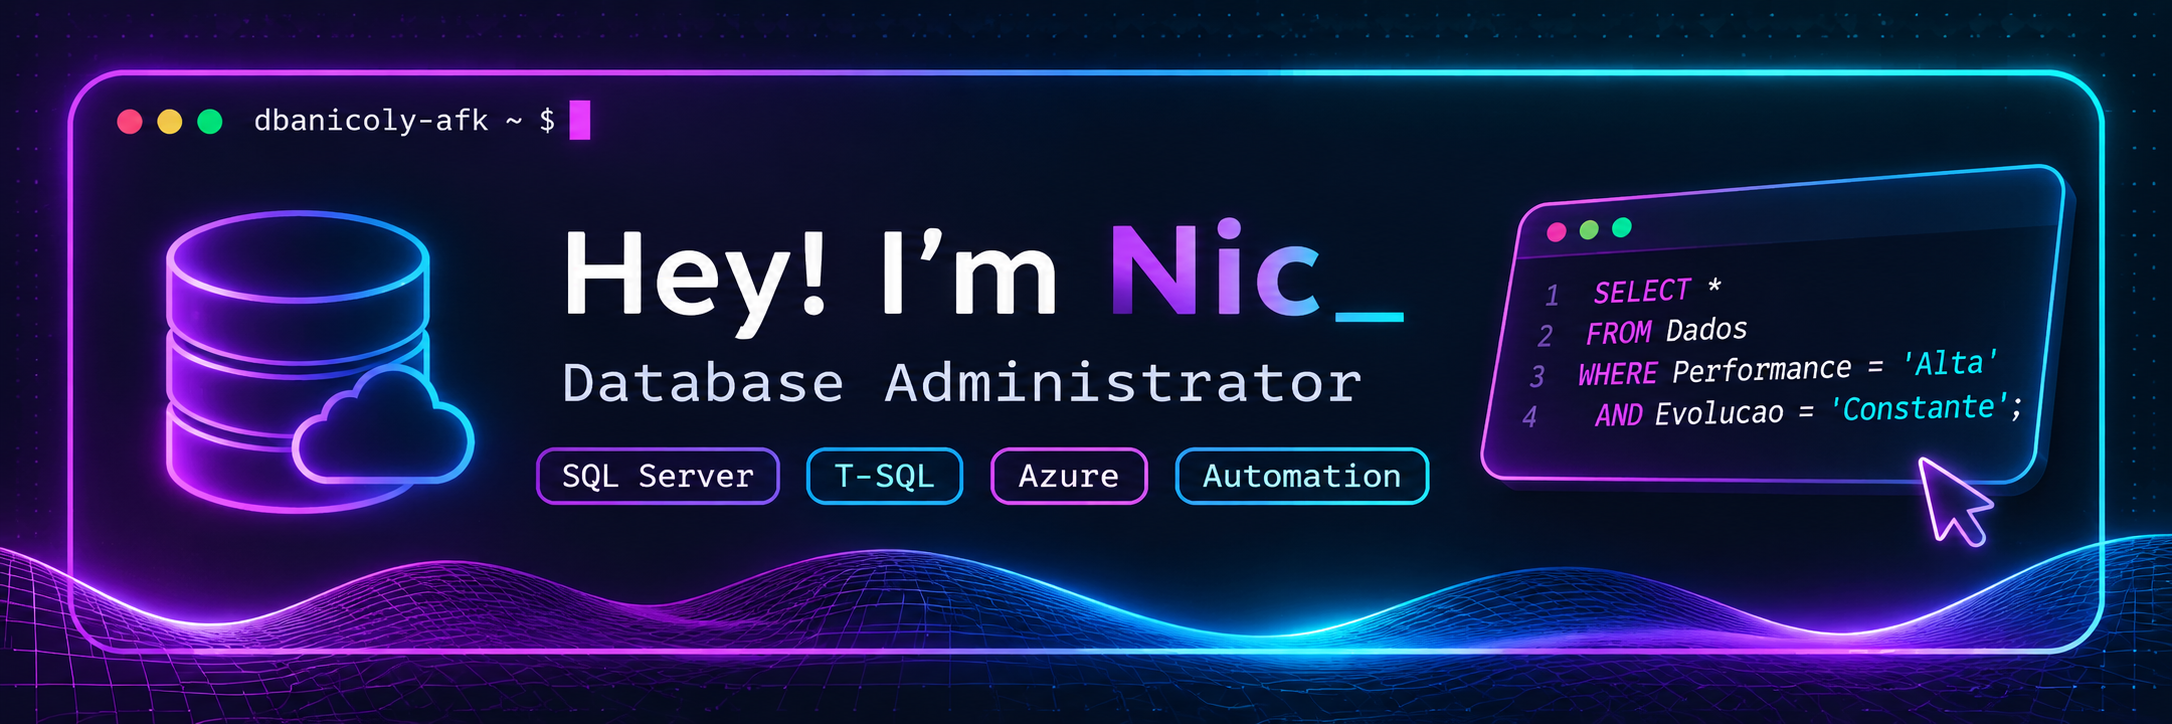 dbanicoly-afk ~ $
Hey! I’m Nic_
Database Administrator
SQL Server
T-SQL
Azure
Automation
1 SELECT *
2 FROM Dados
3 WHERE Performance = 'Alta'
4 AND Evolucao = 'Constante';